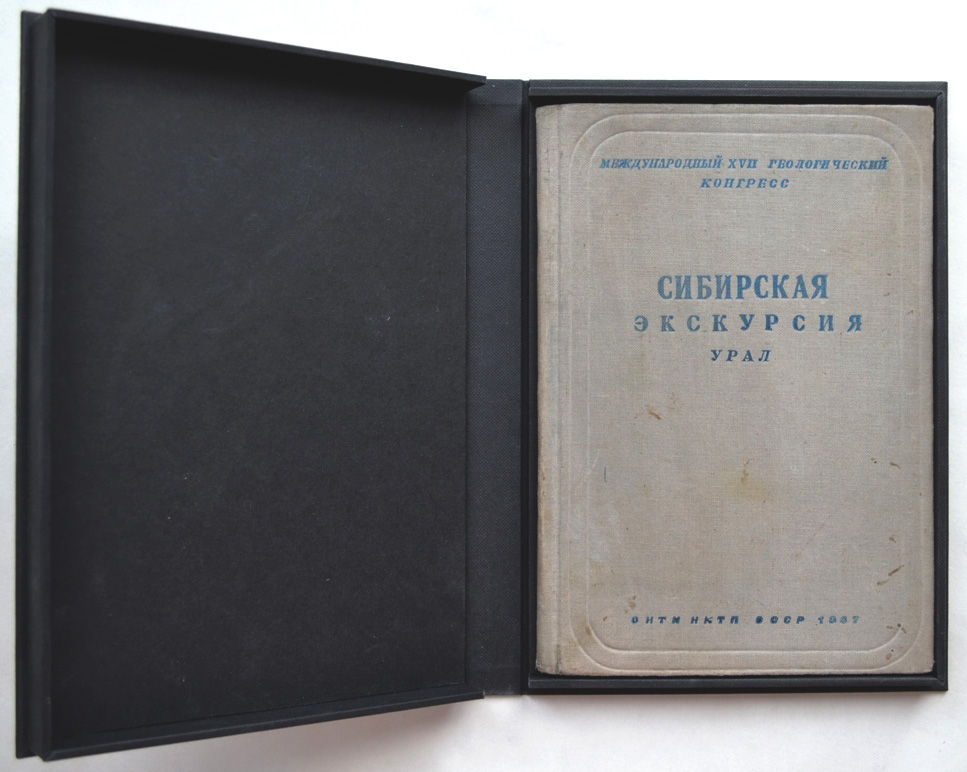 МЕЖДУНАРОДНЫЙ XVII ГЕОЛОГИЧЕСКИЙ
КОНГРЕСС
СИБИРСКАЯ
ЭКСКУРСИЯ
УРАЛ
ОНТИ НКТП СССР 1937